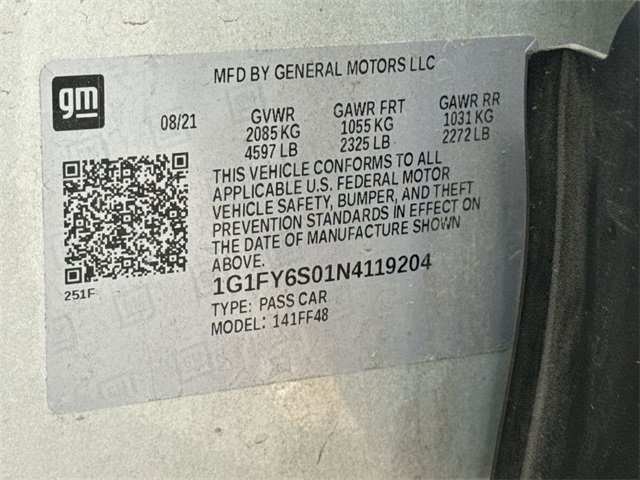 gm
MFD BY GENERAL MOTORS LLC
08/21 GVWR GAWR FRT GAWR RR
2085 KG 1055 KG 1031 KG
4597 LB 2325 LB 2272 LB
THIS VEHICLE CONFORMS TO ALL
APPLICABLE U.S. FEDERAL MOTOR
VEHICLE SAFETY, BUMPER, AND THEFT
PREVENTION STANDARDS IN EFFECT ON
THE DATE OF MANUFACTURE SHOWN
ABOVE.
251F
1G1FY6S01N4119204
TYPE: PASS CAR
MODEL: 141FF48